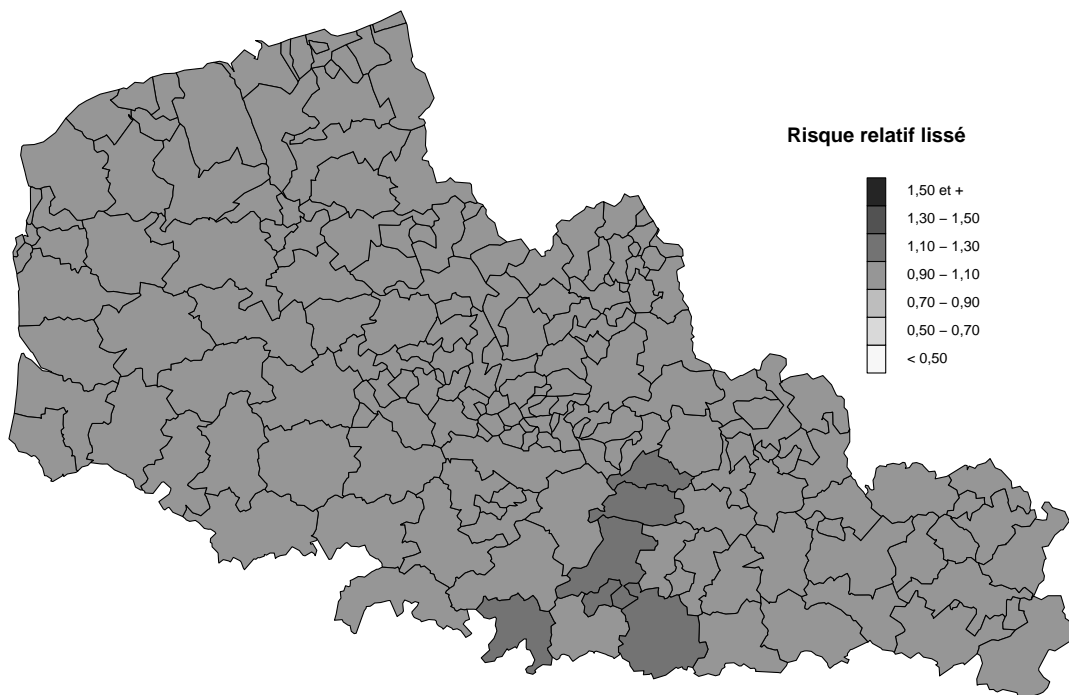 Risque relatif lissé
1,50 et +
1,30 – 1,50
1,10 – 1,30
0,90 – 1,10
0,70 – 0,90
0,50 – 0,70
< 0,50